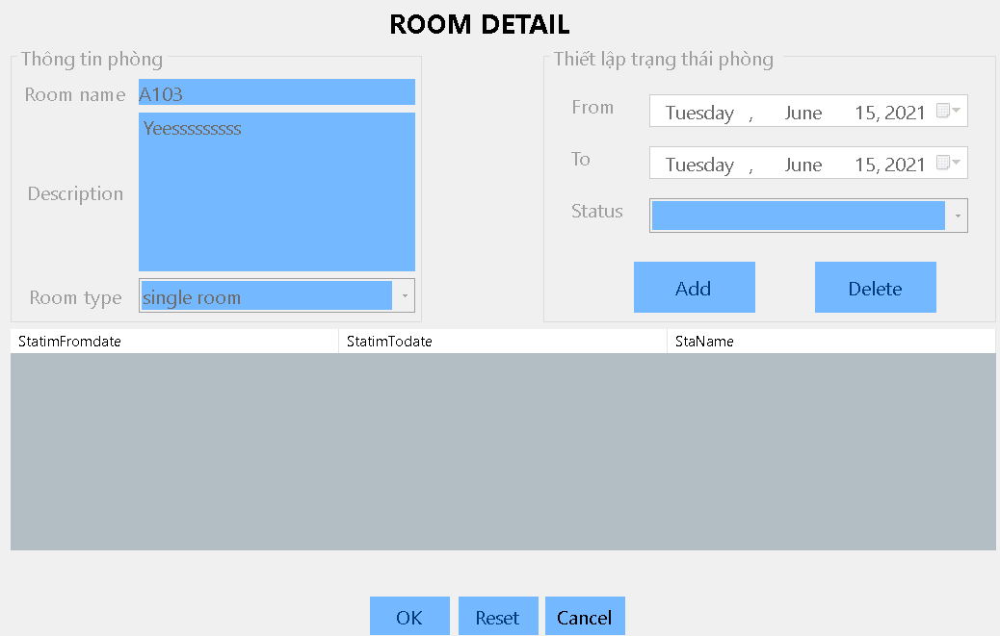 ROOM DETAIL
Thông tin phòng
Room name A103
Description Yeesssssssss
Room type single room
Thiết lập trạng thái phòng
From Tuesday , June 15, 2021
To Tuesday , June 15, 2021
Status
Add Delete
StatimFromdate StatimTodate StaName
OK Reset Cancel